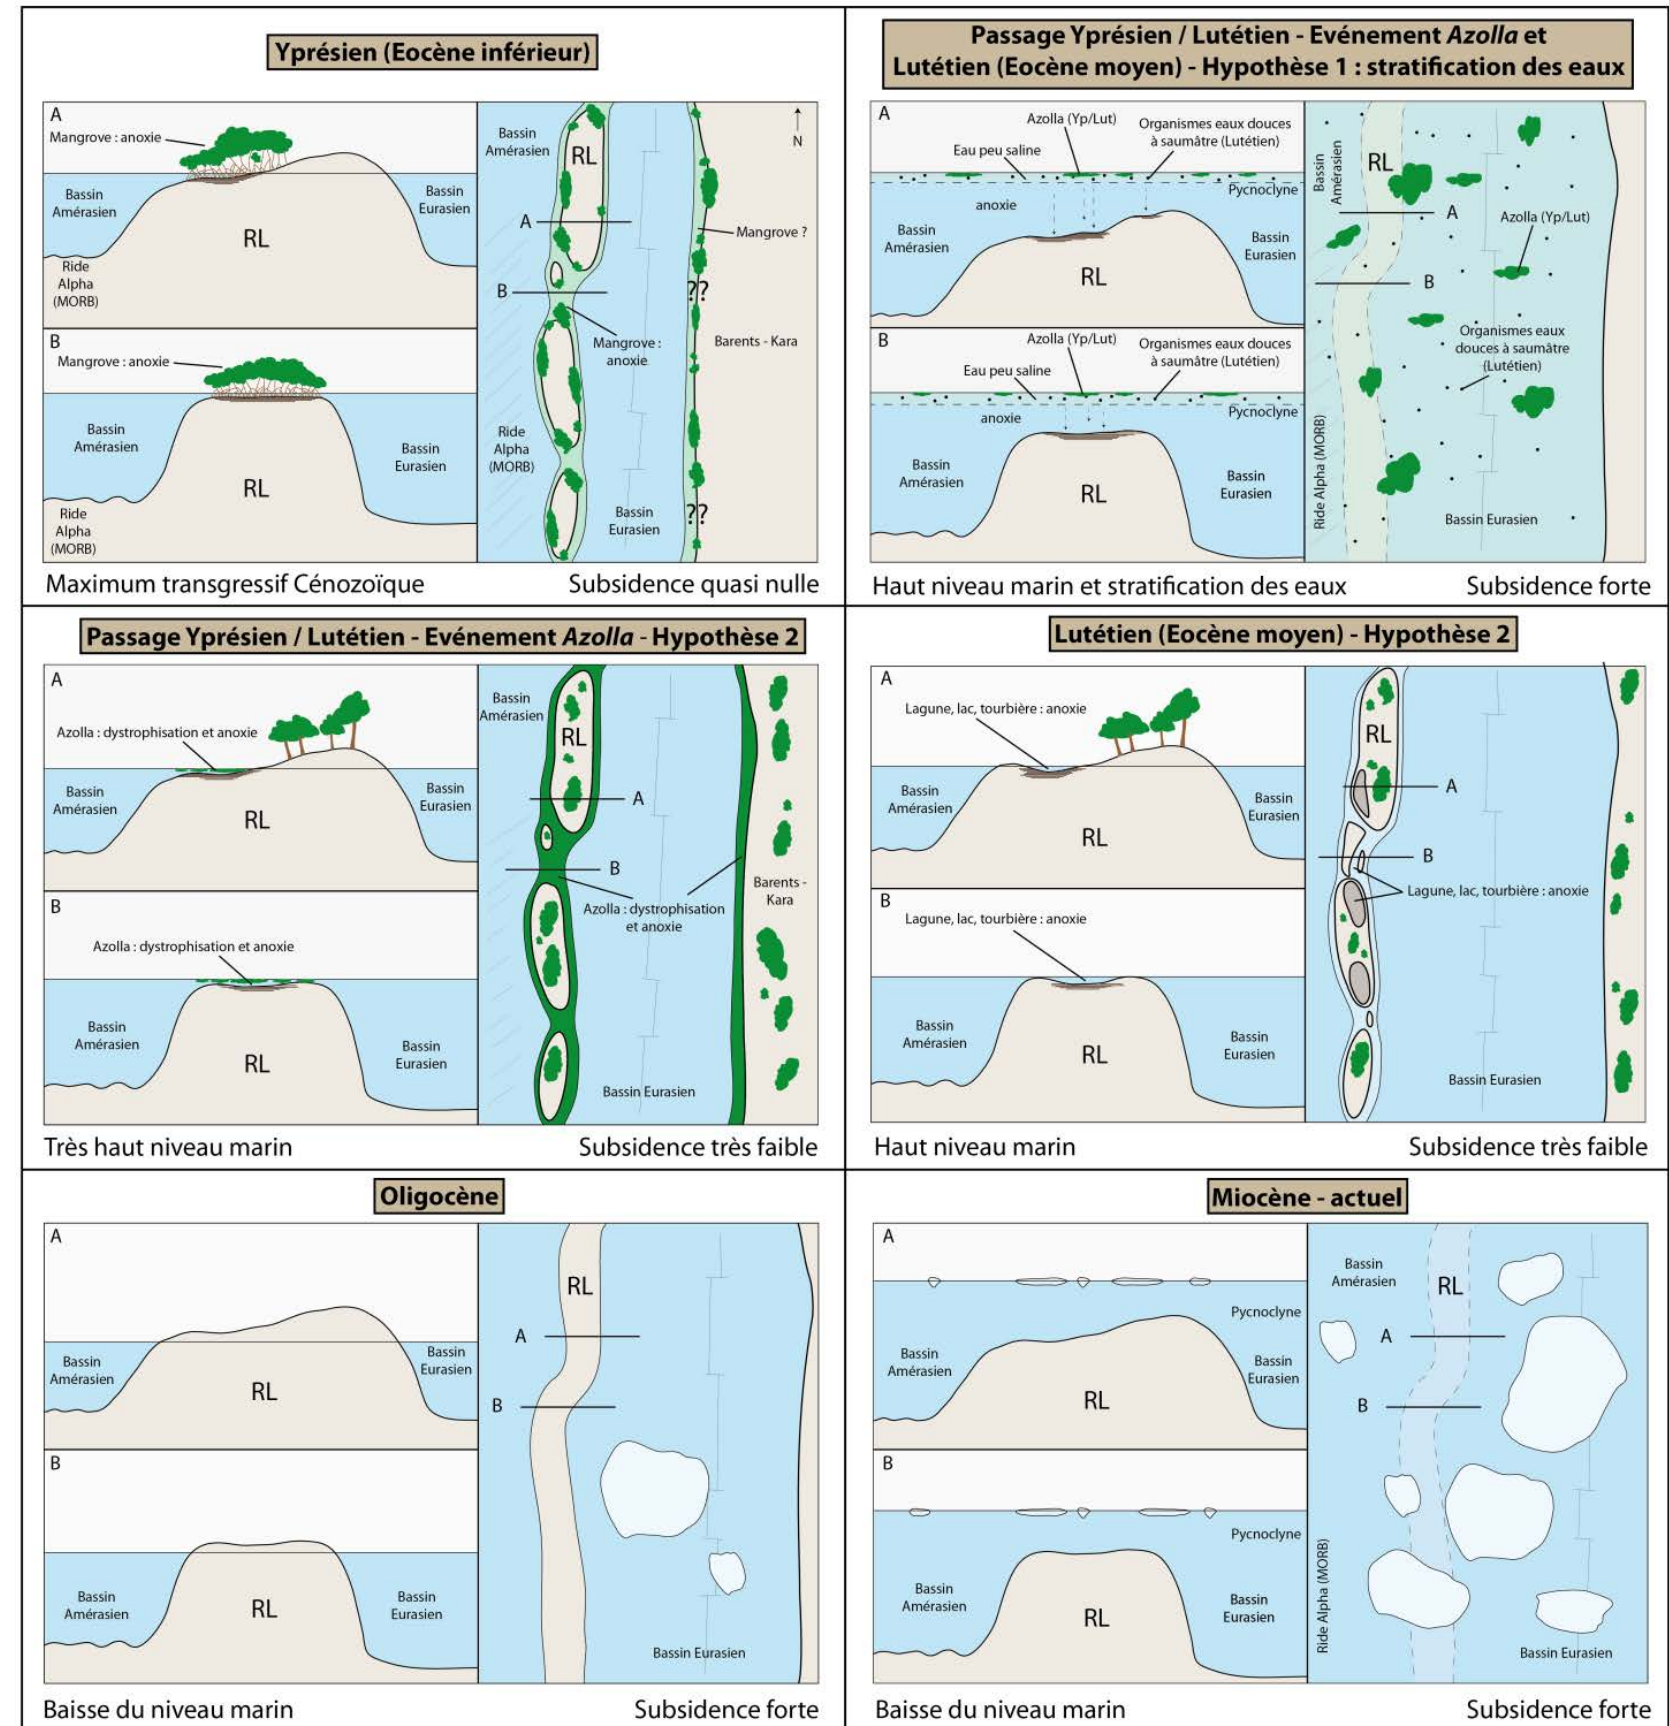 Yprésien (Eocène inférieur)
A
Mangrove : anoxie
Bassin
Amérasien
Bassin
Eurasien
RL
Ride
Alpha
(MORB)
B
Mangrove : anoxie
Bassin
Amérasien
Bassin
Eurasien
RL
Ride
Alpha
(MORB)
Bassin
Amérasien
RL
N
A
Mangrove ?
B
??
Mangrove :
anoxie
Barents - Kara
Ride
Alpha
(MORB)
Bassin
Eurasien
??
Maximum transgressif Cénozoïque
Subsidence quasi nulle
Passage Yprésien / Lutétien - Evénement Azolla et
Lutétien (Eocène moyen) - Hypothèse 1 : stratification des eaux
A
Azolla (Yp/Lut)
Organismes eaux douces
à saumâtre (Lutétien)
Eau peu saline
Pycnoclyne
anoxie
Bassin
Amérasien
Bassin
Eurasien
RL
B
Azolla (Yp/Lut)
Organismes eaux douces
à saumâtre (Lutétien)
Eau peu saline
Pycnoclyne
anoxie
Bassin
Amérasien
Bassin
Eurasien
RL
Bassin
Amérasien
RL
A
Azolla (Yp/Lut)
B
Organismes eaux
douces à saumâtre
(Lutétien)
Ride Alpha (MORB)
Bassin Eurasien
Haut niveau marin et stratification des eaux
Subsidence forte
Passage Yprésien / Lutétien - Evénement Azolla - Hypothèse 2
A
Azolla : dystrophisation et anoxie
Bassin
Amérasien
Bassin
Eurasien
RL
B
Azolla : dystrophisation et anoxie
Bassin
Amérasien
Bassin
Eurasien
RL
Bassin
Amérasien
RL
A
B
Barents -
Kara
Azolla : dystrophisation
et anoxie
Bassin Eurasien
Très haut niveau marin
Subsidence très faible
Lutétien (Eocène moyen) - Hypothèse 2
A
Lagune, lac, tourbière : anoxie
Bassin
Amérasien
Bassin
Eurasien
RL
B
Lagune, lac, tourbière : anoxie
Bassin
Amérasien
Bassin
Eurasien
RL
RL
A
B
Lagune, lac, tourbière : anoxie
Bassin Eurasien
Haut niveau marin
Subsidence très faible
Oligocène
A
Bassin
Amérasien
Bassin
Eurasien
RL
B
Bassin
Amérasien
Bassin
Eurasien
RL
RL
A
B
Bassin Eurasien
Baisse du niveau marin
Subsidence forte
Miocène - actuel
A
Pycnoclyne
Bassin
Amérasien
Bassin
Eurasien
RL
B
Pycnoclyne
Bassin
Amérasien
Bassin
Eurasien
RL
Bassin
Amérasien
RL
A
B
Ride Alpha (MORB)
Bassin Eurasien
Baisse du niveau marin
Subsidence forte